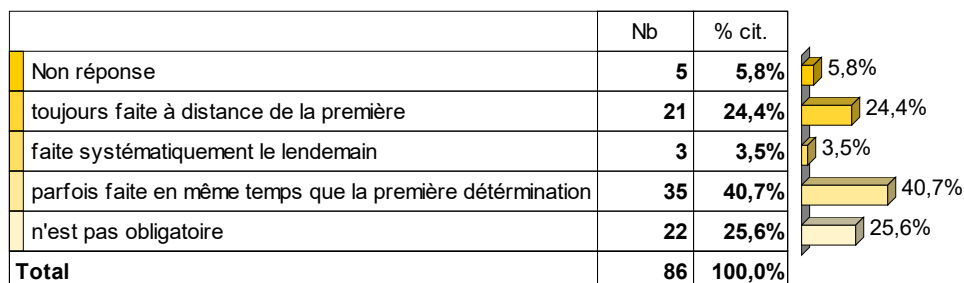 Nb % cit.
Non réponse 5 5,8% 5,8%
toujours faite à distance de la première 21 24,4% 24,4%
faite systématiquement le lendemain 3 3,5% 3,5%
parfois faite en même temps que la première détérmination 35 40,7% 40,7%
n'est pas obligatoire 22 25,6% 25,6%
Total 86 100,0%